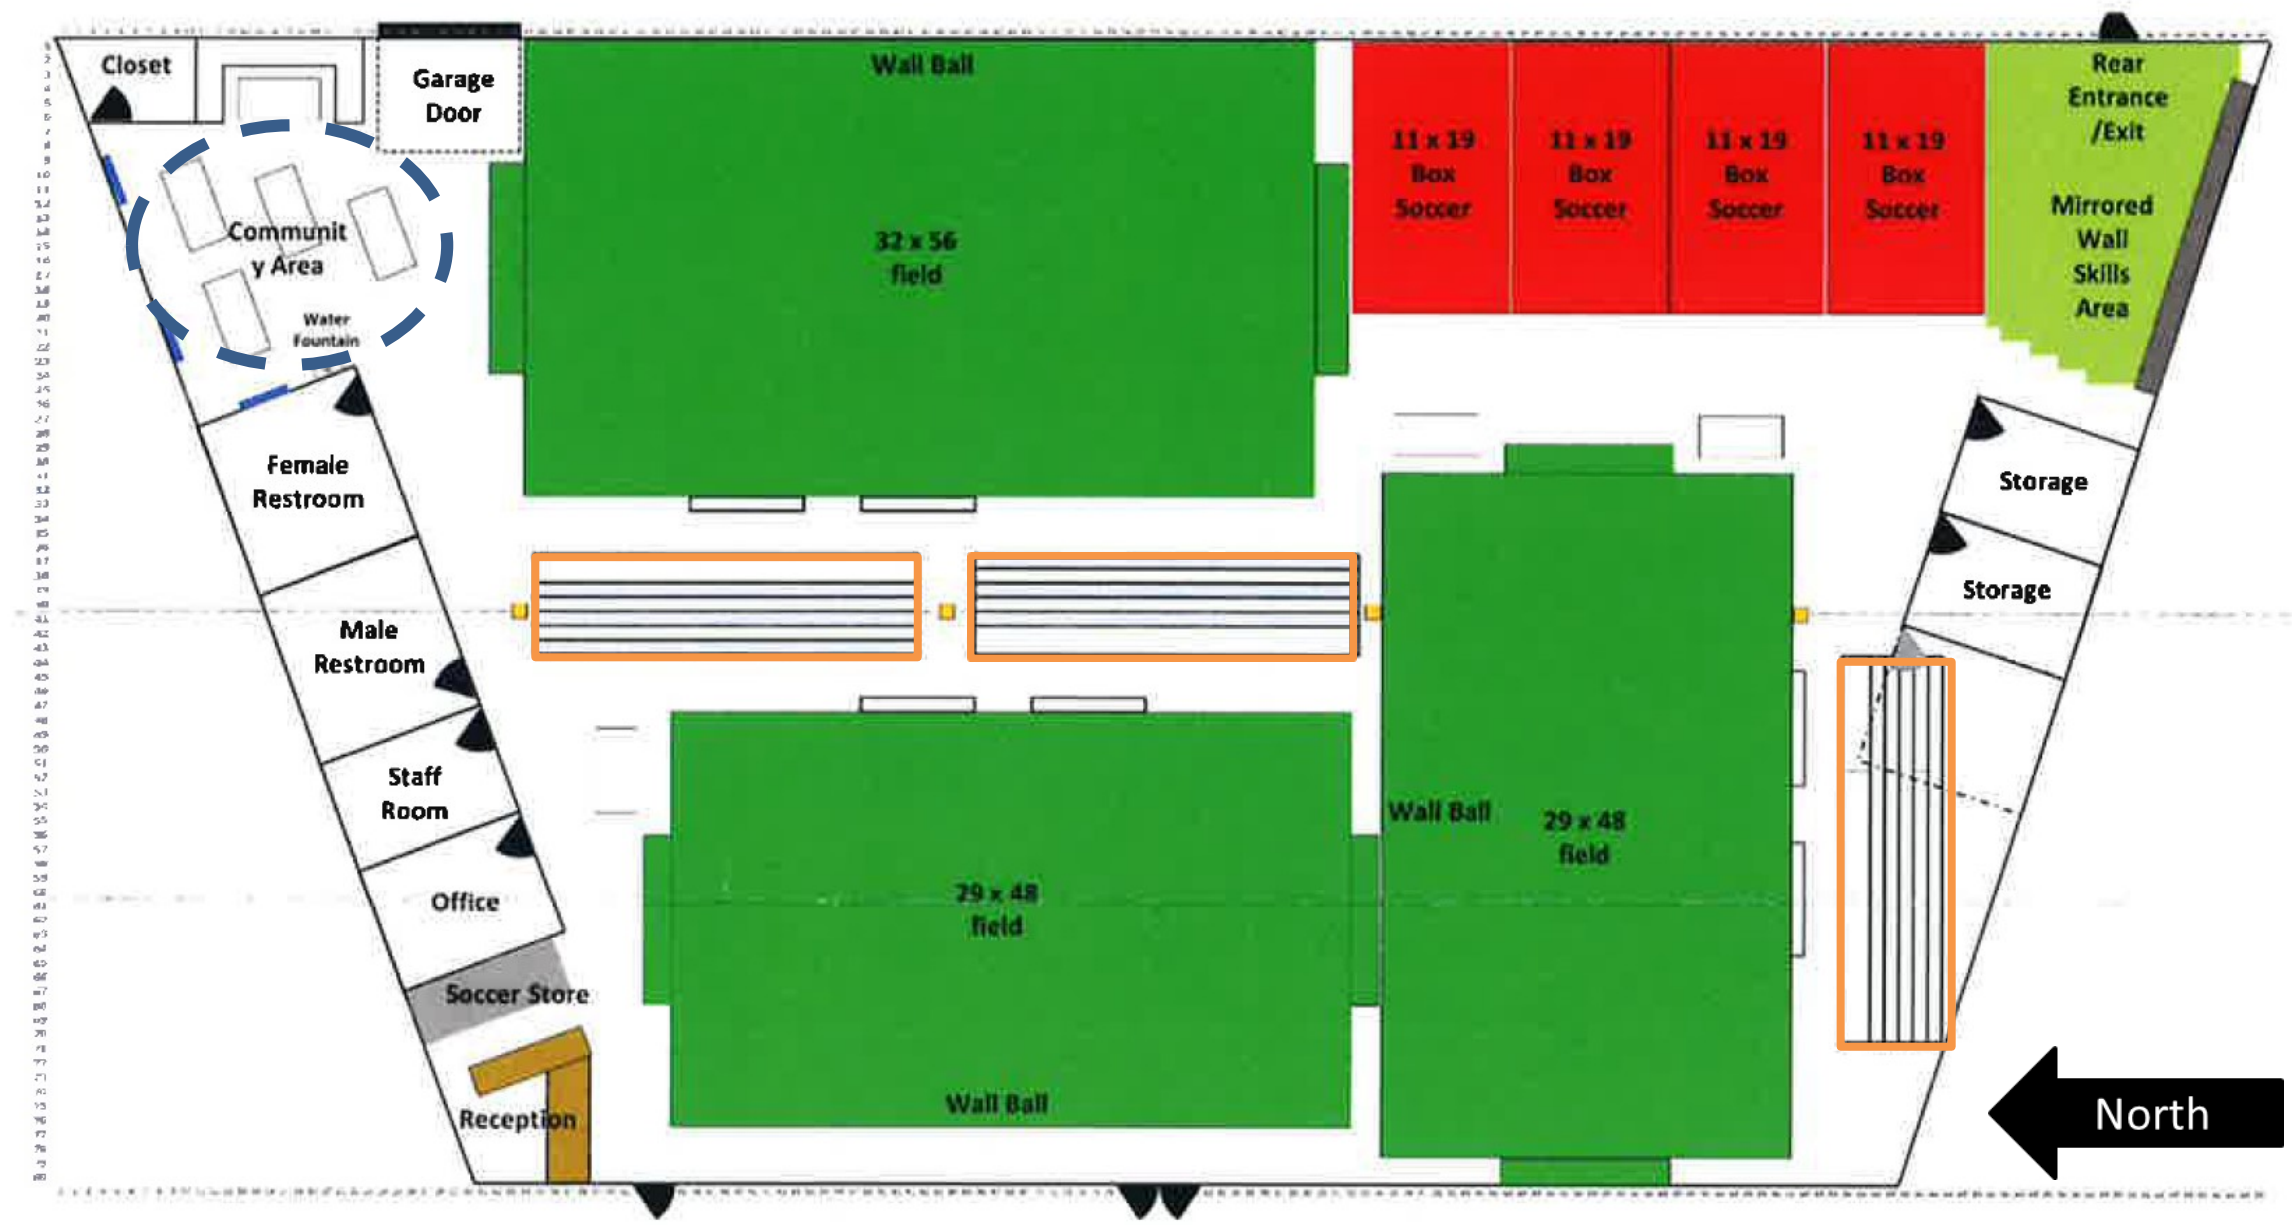 Closet
Garage
Door
Wall Ball
Rear
Entrance
/Exit
11 x 19
Box
Soccer
11 x 19
Box
Soccer
11 x 19
Box
Soccer
11 x 19
Box
Soccer
Mirrored
Wall
Skills
Area
Communit
y Area
32 x 56
field
Water
Fountain
Female
Restroom
Storage
Storage
Male
Restroom
Staff
Room
Wall Ball
29 x 48
field
Office
29 x 48
field
Soccer Store
Wall Ball
Reception
North